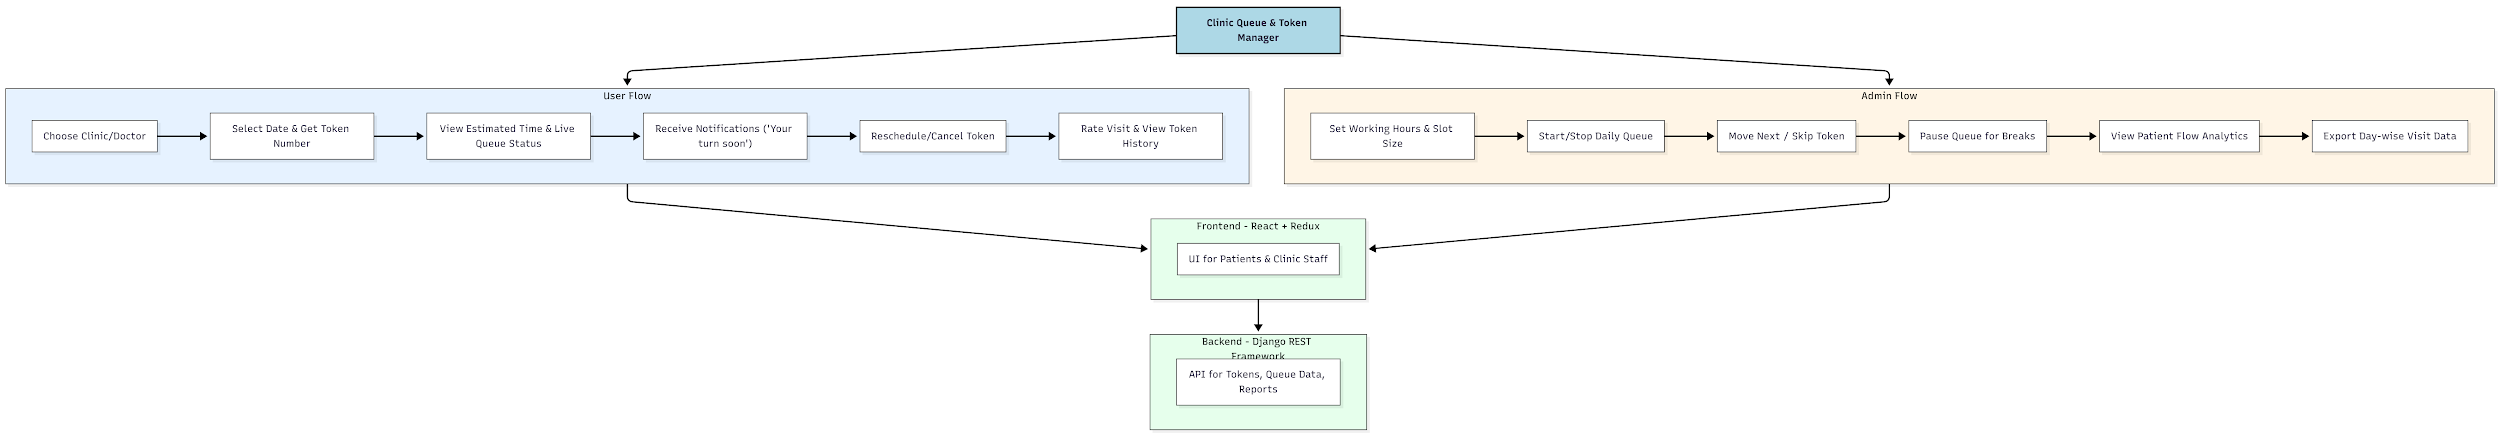 Clinic Queue & Token
Manager
User Flow
Choose Clinic/Doctor
Select Date & Get Token
Number
View Estimated Time & Live
Queue Status
Receive Notifications ('Your
turn soon')
Reschedule/Cancel Token
Rate Visit & View Token
History
Admin Flow
Set Working Hours & Slot
Size
Start/Stop Daily Queue
Move Next / Skip Token
Pause Queue for Breaks
View Patient Flow Analytics
Export Day-wise Visit Data
Frontend - React + Redux
UI for Patients & Clinic Staff
Backend - Django REST
Framework
API for Tokens, Queue Data,
Reports